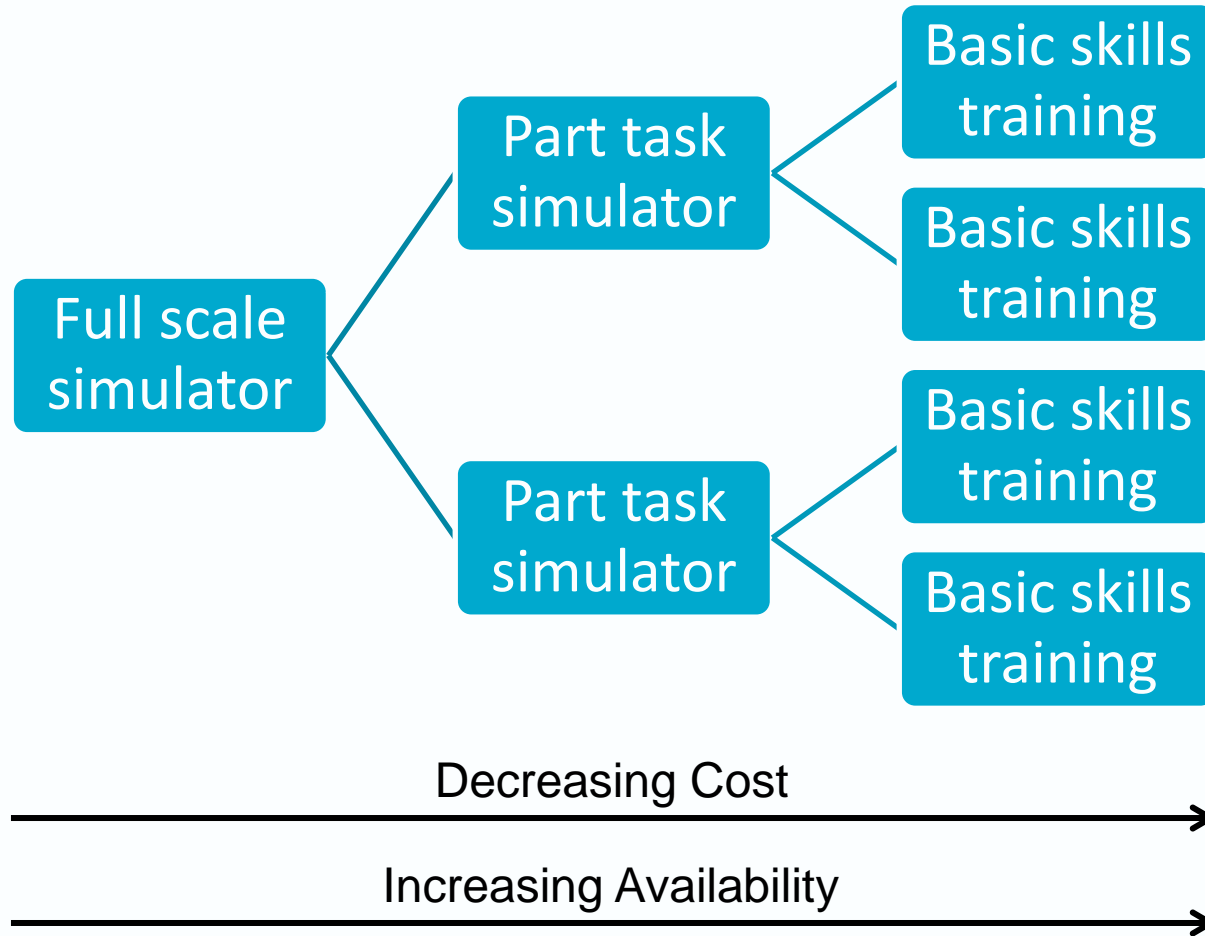 Full scale
simulator
Part task
simulator
Basic skills
training
Basic skills
training
Part task
simulator
Basic skills
training
Basic skills
training
Decreasing Cost
Increasing Availability